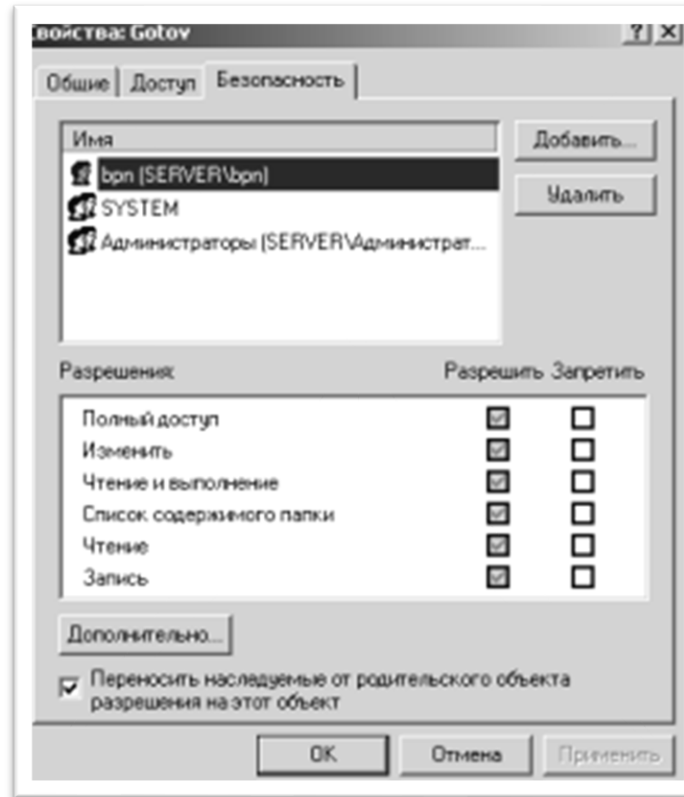 войства: Gotov
Общие Доступ Безопасность
Имя Добавить...
bpn (SERVER\bpn) Удалить
SYSTEM
Администраторы (SERVER\Администрат...
Разрешения: Разрешить Запретить
Полный доступ
Изменить
Чтение и выполнение
Список содержимого папки
Чтение
Запись
Дополнительно...
Переносить наследуемые от родительского объекта
разрешения на этот объект
OK Отмена Применить